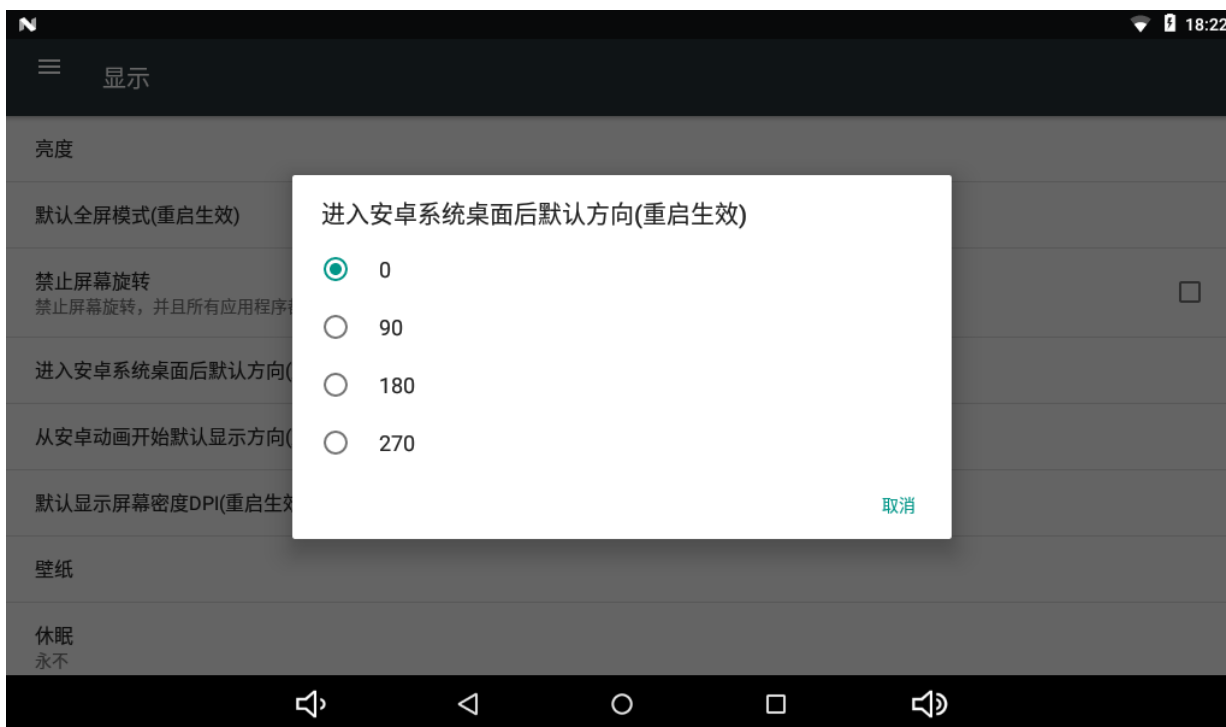 18:22
显示
亮度
默认全屏模式(重启生效)
禁止屏幕旋转
禁止屏幕旋转，并且所有应用程序
进入安卓系统桌面后默认方向(
从安卓动画开始默认显示方向(
默认显示屏幕密度DPI(重启生
壁纸
休眠
永不
进入安卓系统桌面后默认方向(重启生效)
0
90
180
270
取消